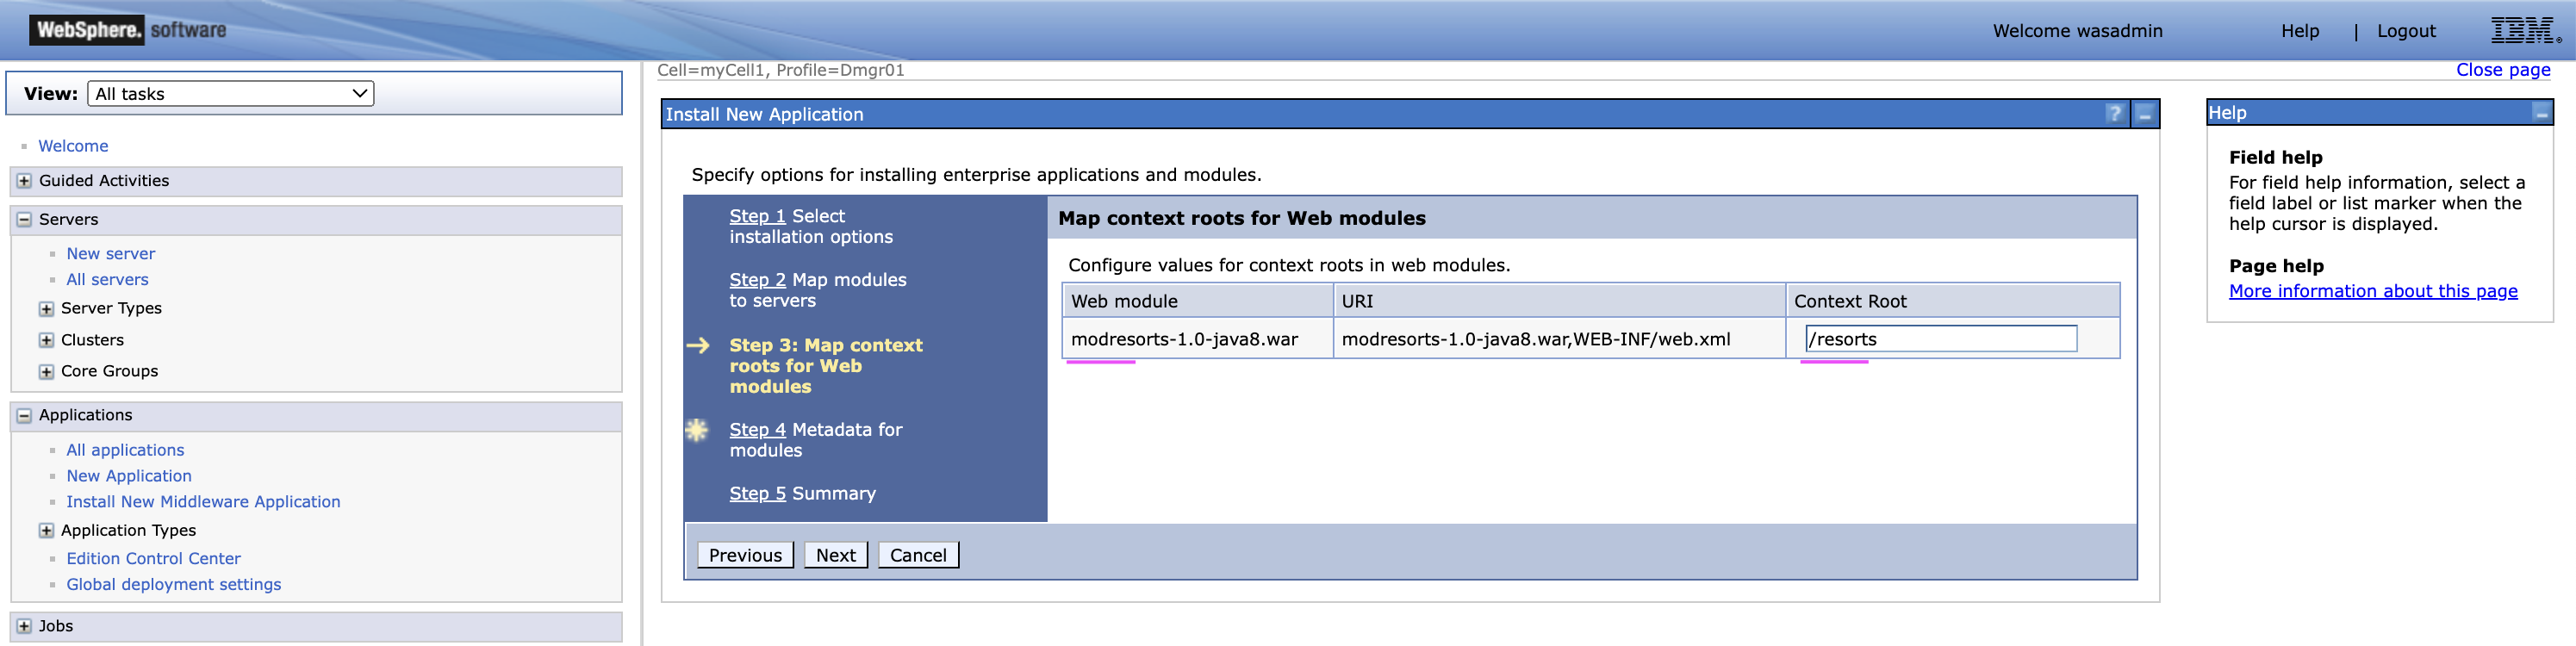 WebSphere. software
Welcome wasadmin
Help | Logout
IBM.
View: All tasks
Welcome
Guided Activities
Servers
New server
All servers
Server Types
Clusters
Core Groups
Applications
All applications
New Application
Install New Middleware Application
Application Types
Edition Control Center
Global deployment settings
Jobs
Cell=myCell1, Profile=Dmgr01
Close page
Install New Application
?
Specify options for installing enterprise applications and modules.
Step 1 Select
installation options
Step 2 Map modules
to servers
Step 3: Map context
roots for Web
modules
Step 4 Metadata for
modules
Step 5 Summary
Map context roots for Web modules
Configure values for context roots in web modules.
Web module URI Context Root
modresorts-1.0-java8.war modresorts-1.0-java8.war,WEB-INF/web.xml /resorts
Previous Next Cancel
Help
Field help
For field help information, select a
field label or list marker when the
help cursor is displayed.
Page help
More information about this page